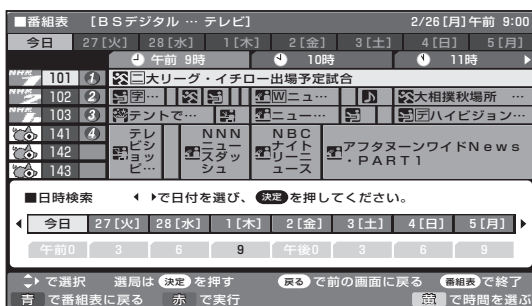 ■番組表 [BSデジタル … テレビ] 2/26[月]午前 9:00
今日 27[火] 28[水] 1[木] 2[金] 3[土] 4[日] 5[月]
午前 9時 10時 11時
NHK 101 1 二大リーグ・イチロー出場予定試合
NHK 102 2 字… Wニュ… 大相撲秋場所 …
NHK 103 3 テントで… ニュー… デハイビジョン…
141 4 テレビショッピ… NNNニュースダッシュ NBCナイトリーニュース アフタヌーンワイドNews・PART1
142
143
■日時検索 で日付を選び、 決定 を押してください。
今日 27[火] 28[水] 1[木] 2[金] 3[土] 4[日] 5[月]
午前0 3 6 9 午後0 3 6 9
で選択 選局は 決定 を押す 戻る で前の画面に戻る 番組表 で終了
青 で番組表に戻る 赤 で実行 黄 で時間を選ぶ